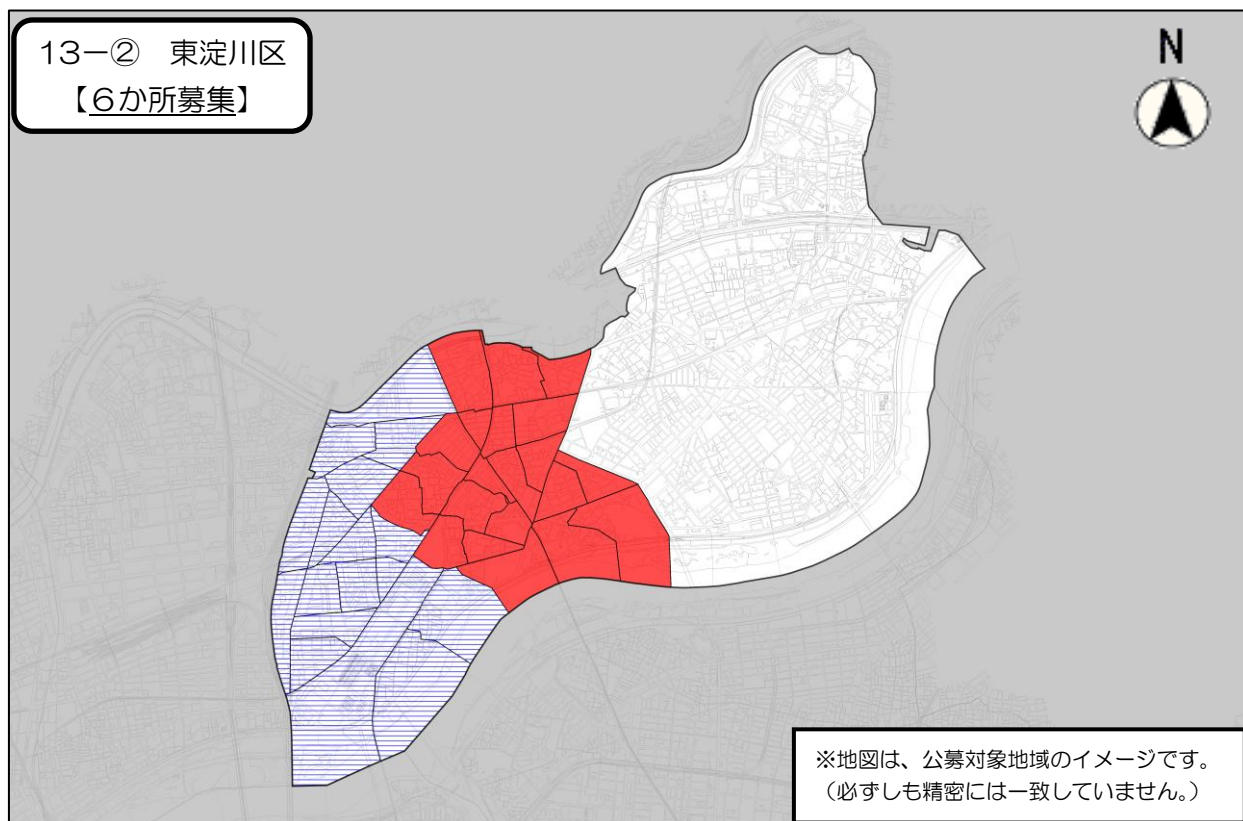 13－② 東淀川区
【６か所募集】
N
※地図は、公募対象地域のイメージです。
（必ずしも精密には一致していません。）